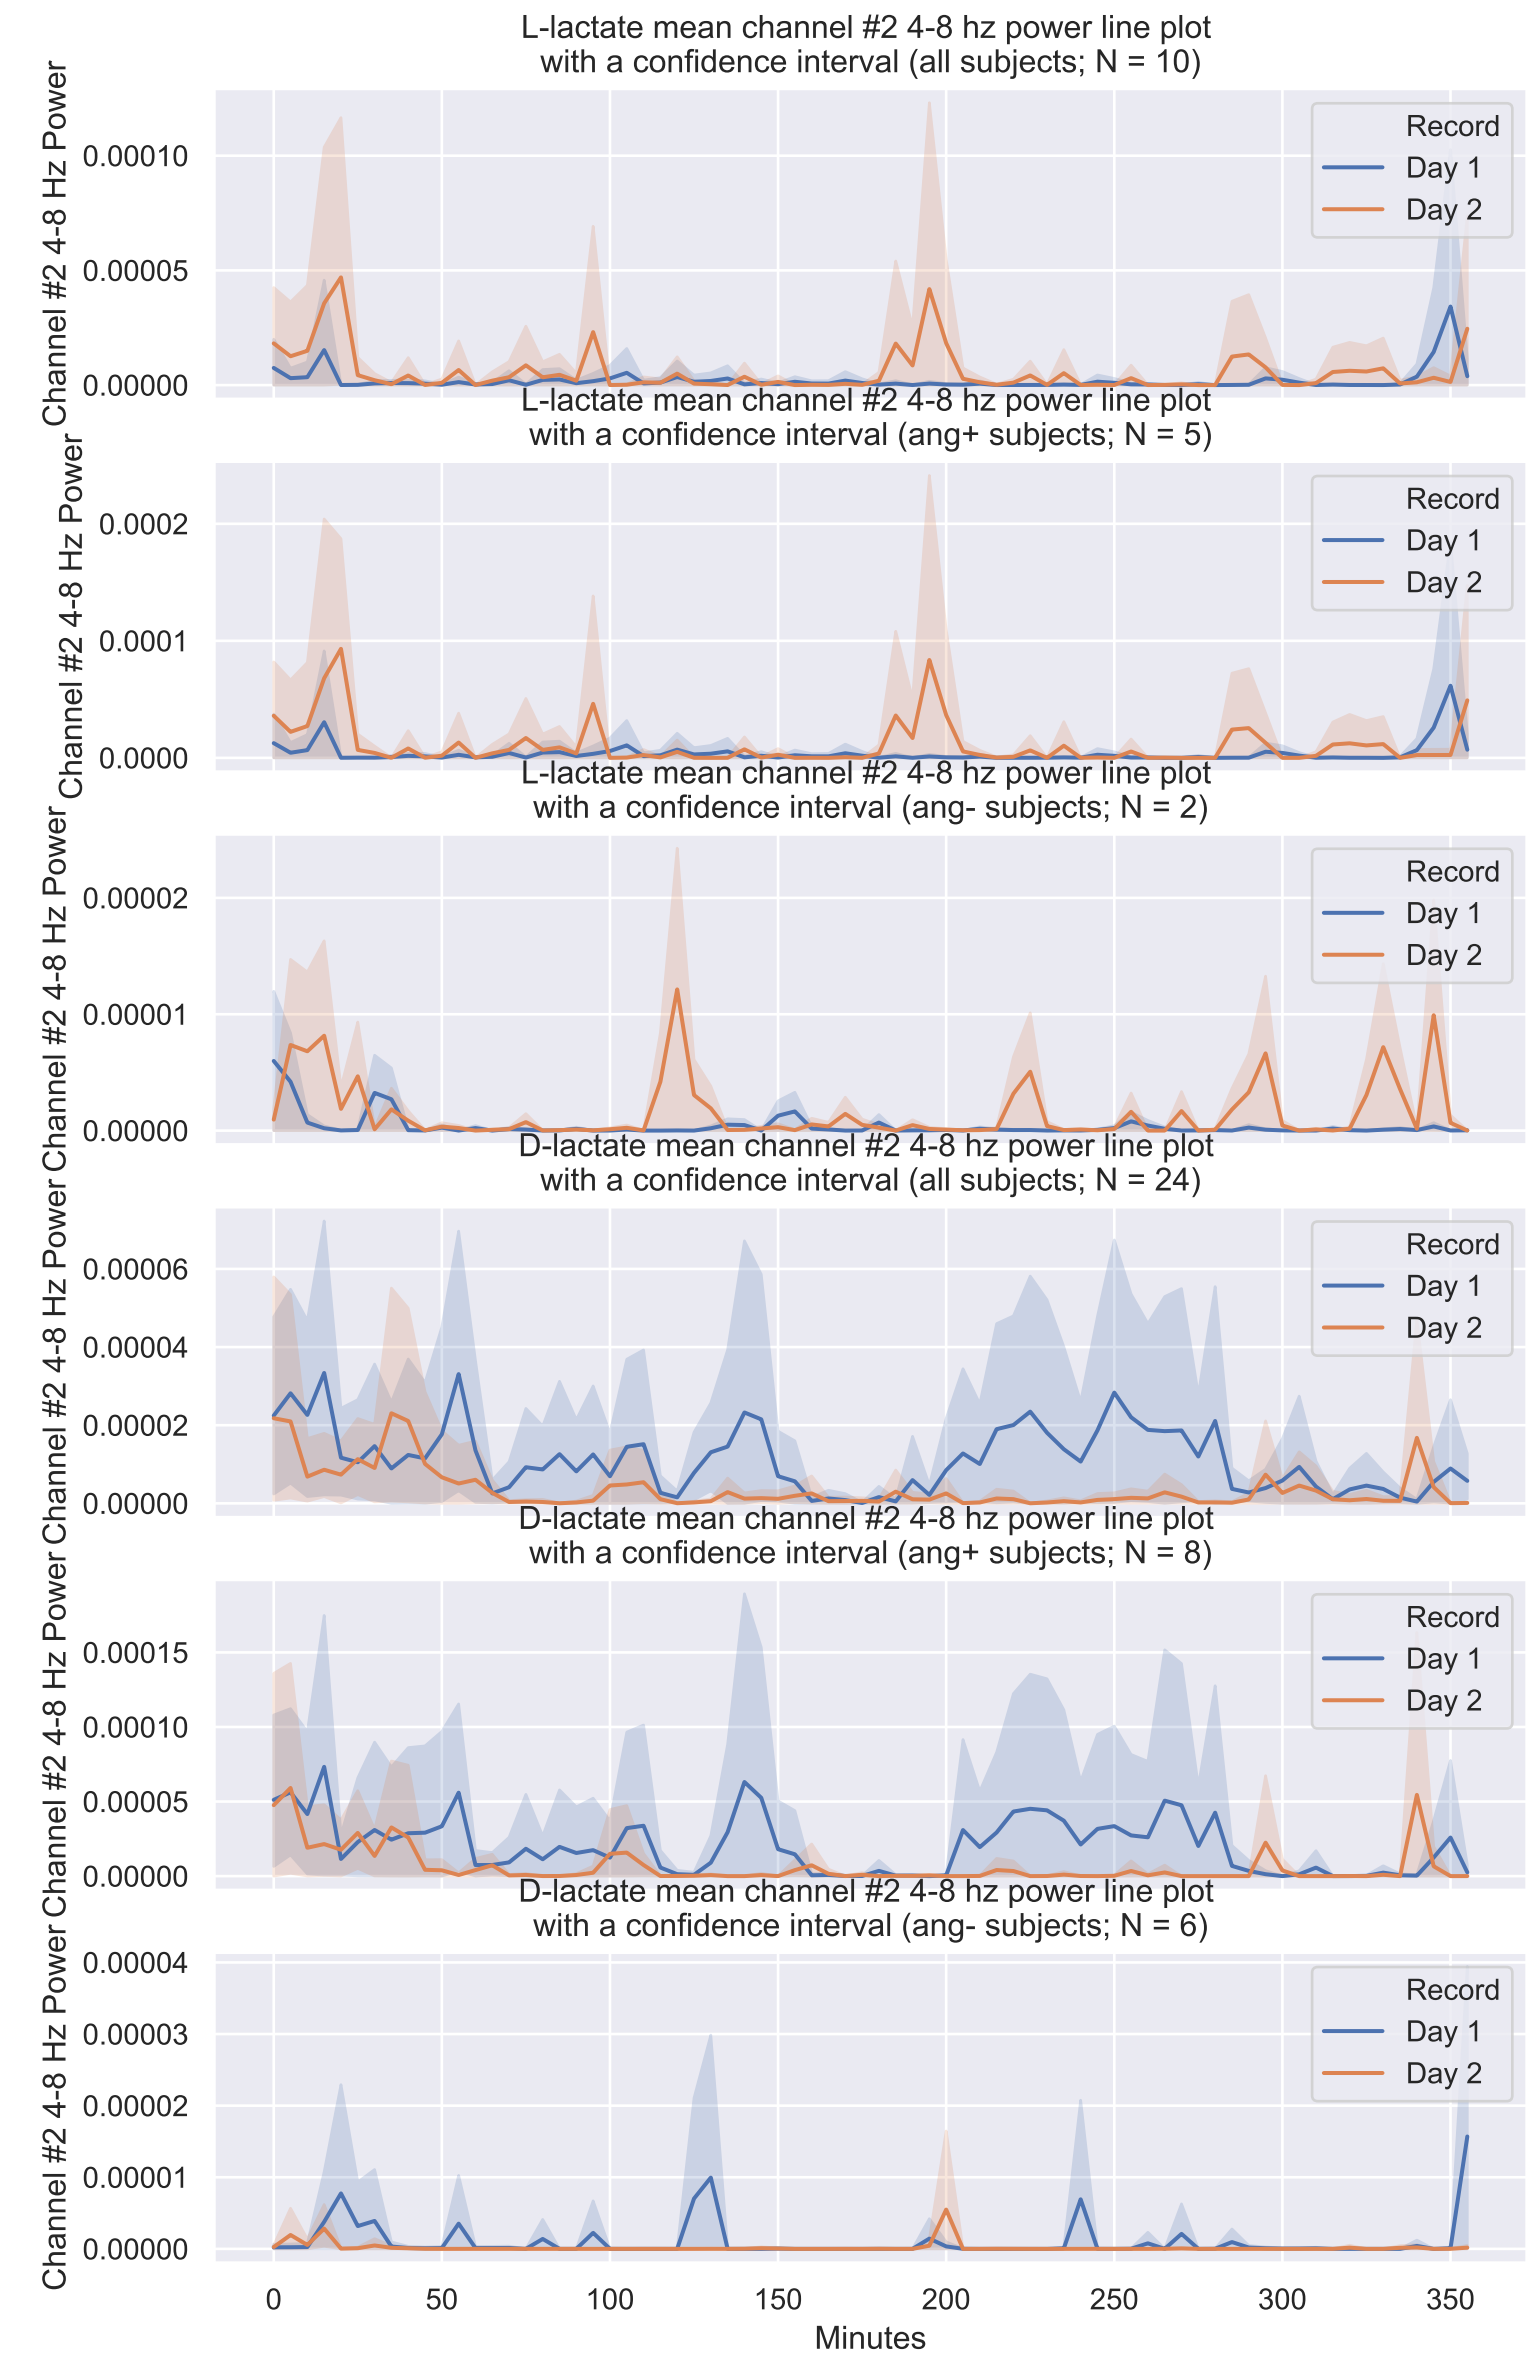 L-lactate mean channel #2 4-8 hz power line plot
with a confidence interval (all subjects; N = 10)
Channel #2 4-8 Hz Power
0.00010
0.00005
0.00000
Record
Day 1
Day 2
L-lactate mean channel #2 4-8 hz power line plot
with a confidence interval (ang+ subjects; N = 5)
Channel #2 4-8 Hz Power
0.0002
0.0001
0.0000
Record
Day 1
Day 2
L-lactate mean channel #2 4-8 hz power line plot
with a confidence interval (ang- subjects; N = 2)
Channel #2 4-8 Hz Power
0.00002
0.00001
0.00000
Record
Day 1
Day 2
D-lactate mean channel #2 4-8 hz power line plot
with a confidence interval (all subjects; N = 24)
Channel #2 4-8 Hz Power
0.00006
0.00004
0.00002
0.00000
Record
Day 1
Day 2
D-lactate mean channel #2 4-8 hz power line plot
with a confidence interval (ang+ subjects; N = 8)
Channel #2 4-8 Hz Power
0.00015
0.00010
0.00005
0.00000
Record
Day 1
Day 2
D-lactate mean channel #2 4-8 hz power line plot
with a confidence interval (ang- subjects; N = 6)
Channel #2 4-8 Hz Power
0.00004
0.00003
0.00002
0.00001
0.00000
Record
Day 1
Day 2
0 50 100 150 200 250 300 350
Minutes